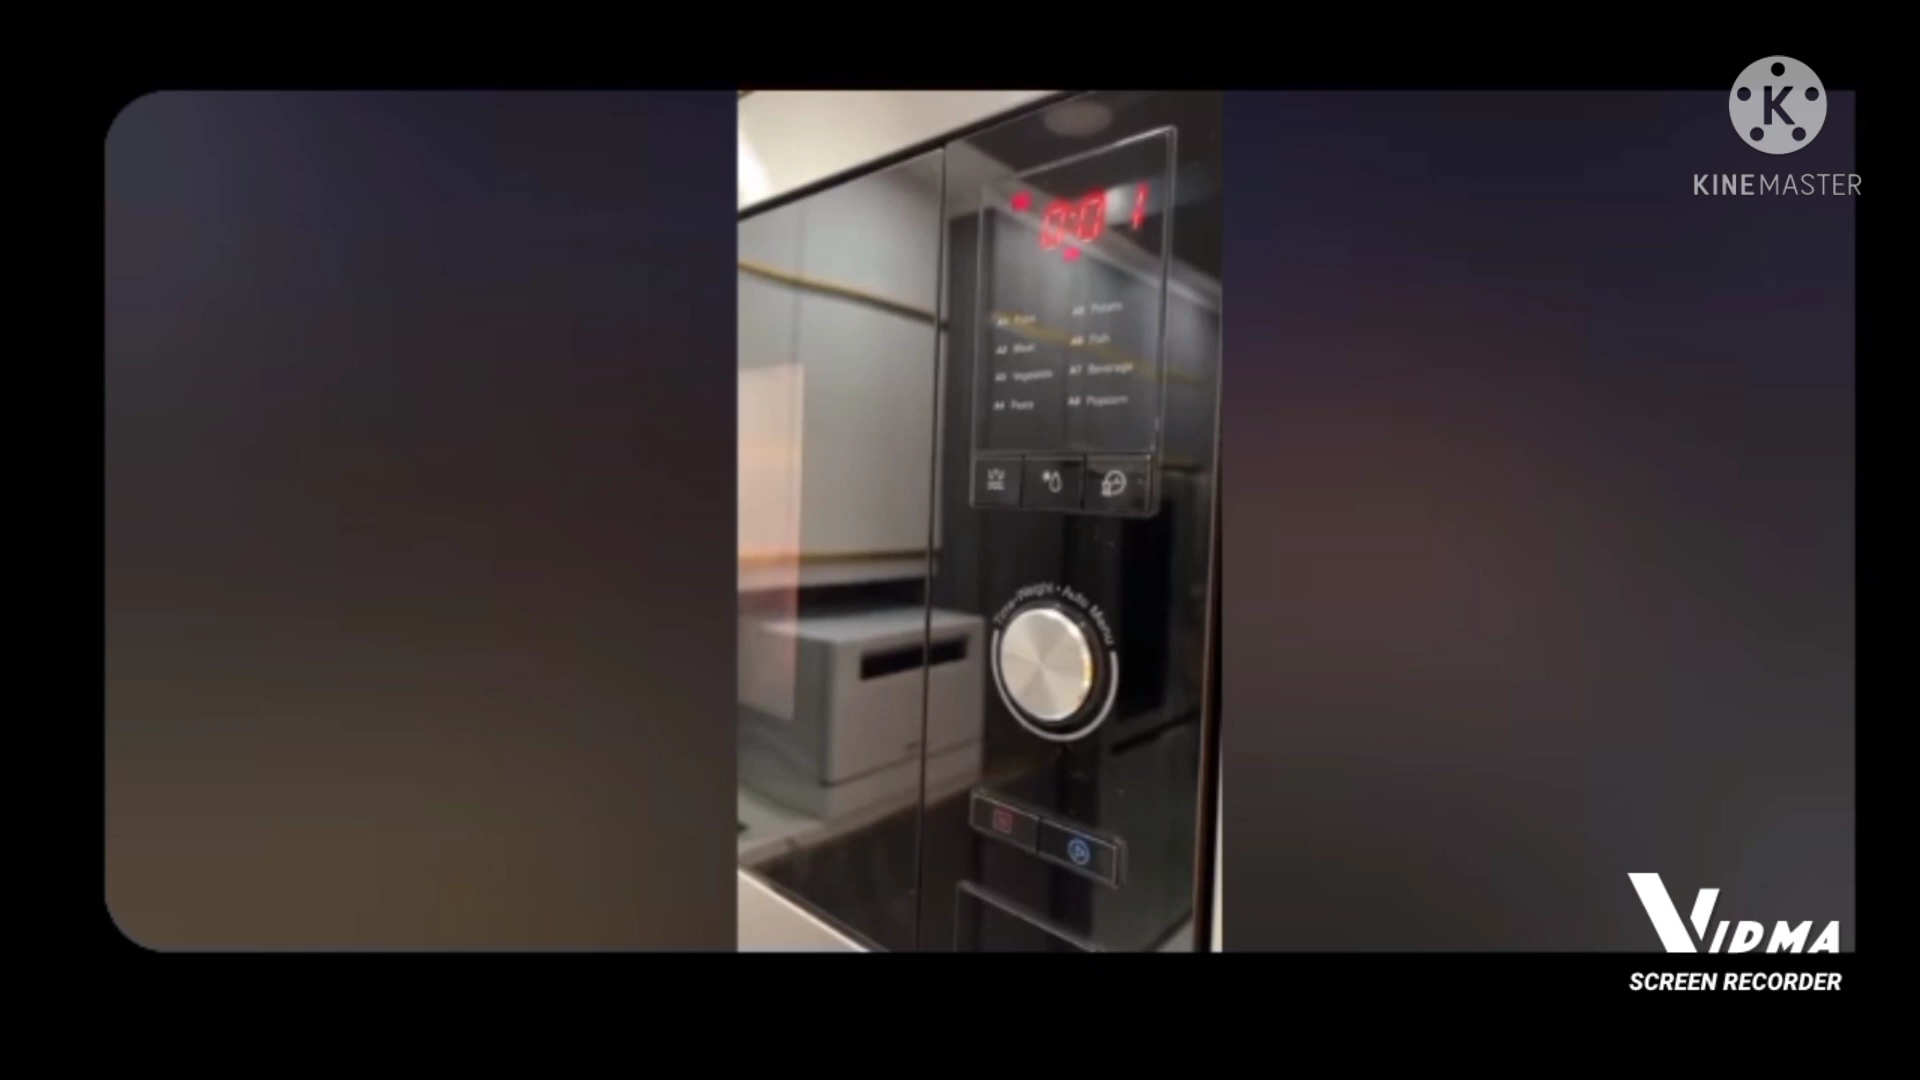 KINEMASTER
0:01
A1 Pizza
A2 Meat
A3 Vegetable
A4 Pasta
A5 Potato
A6 Fish
A7 Beverage
A8 Popcorn
Time•Weight•Auto Menu
VIDMA
SCREEN RECORDER